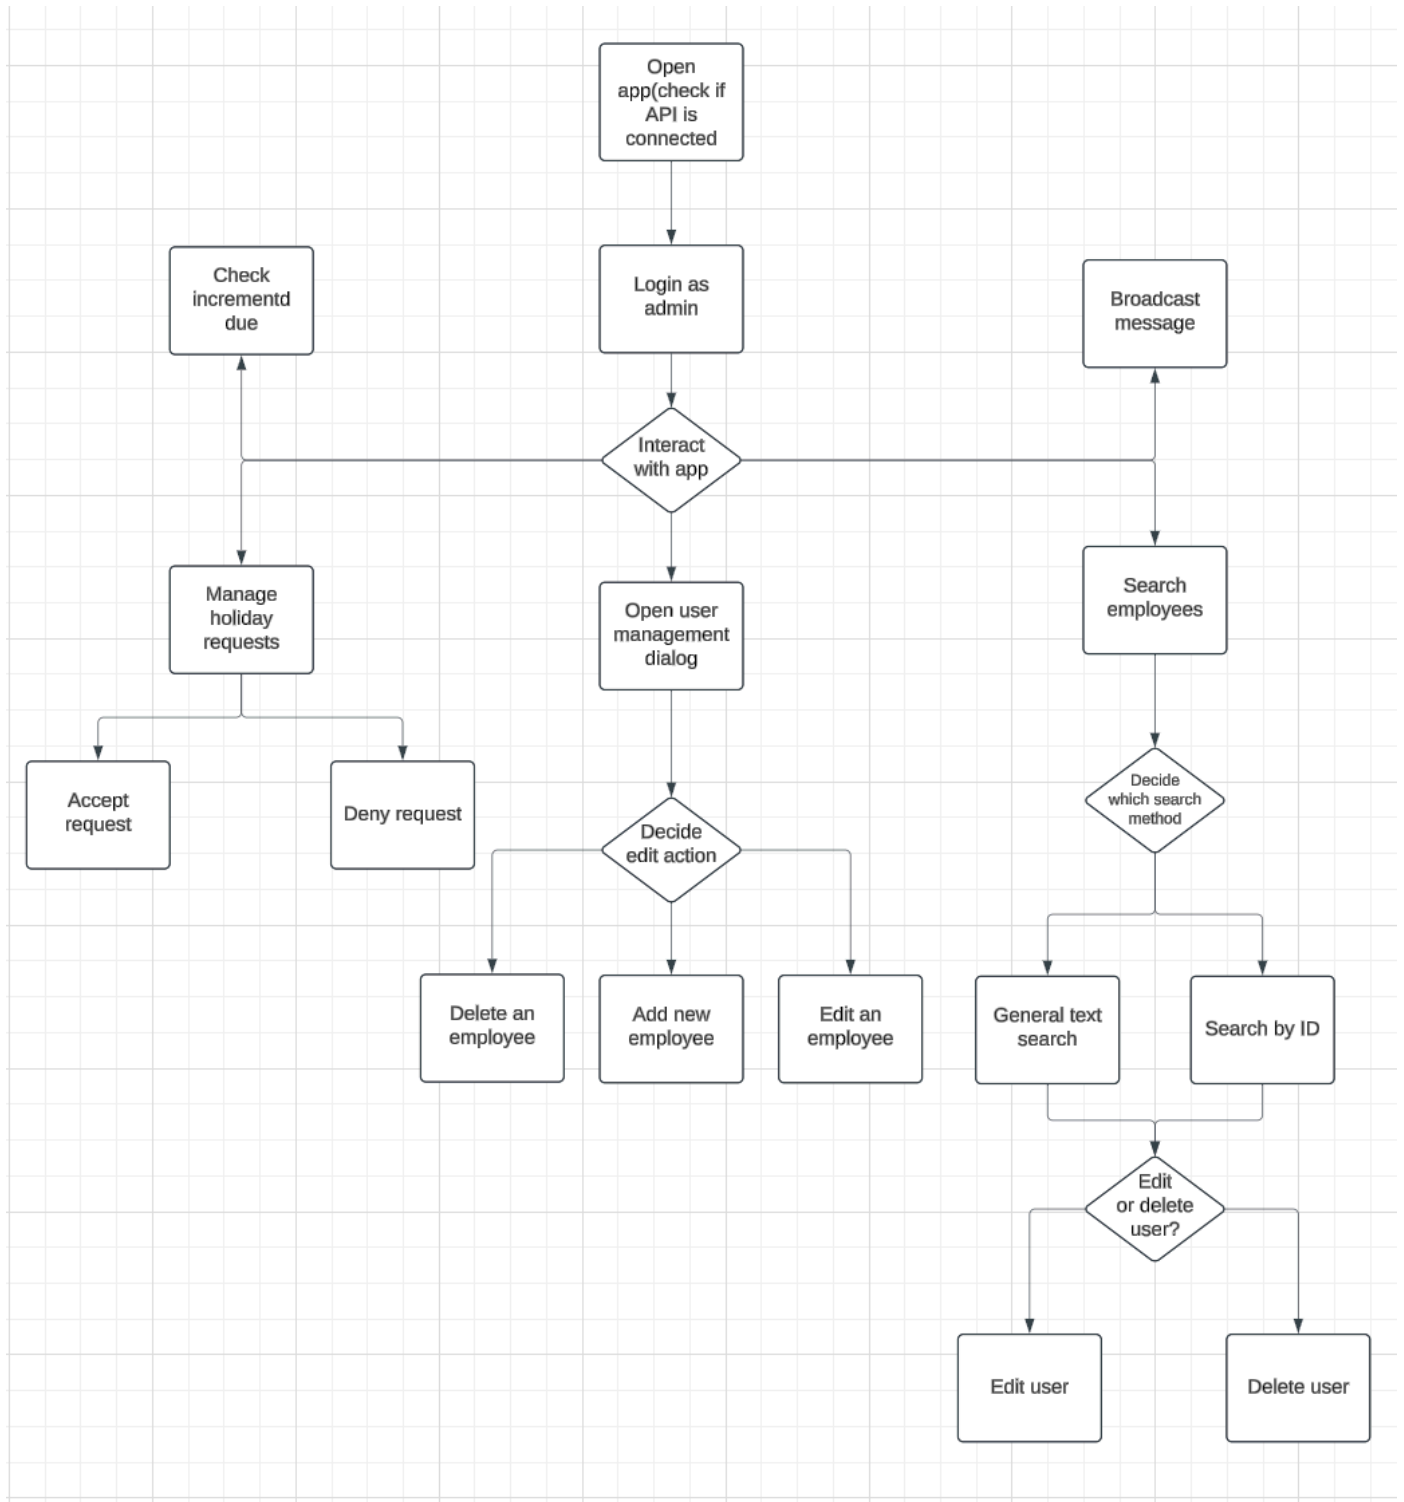 Open
app(check if
API is
connected
Check
incrementd
due
Login as
admin
Broadcast
message
Interact
with app
Manage
holiday
requests
Open user
management
dialog
Search
employees
Accept
request
Deny request
Decide
edit action
Decide
which search
method
Delete an
employee
Add new
employee
Edit an
employee
General text
search
Search by ID
Edit
or delete
user?
Edit user
Delete user